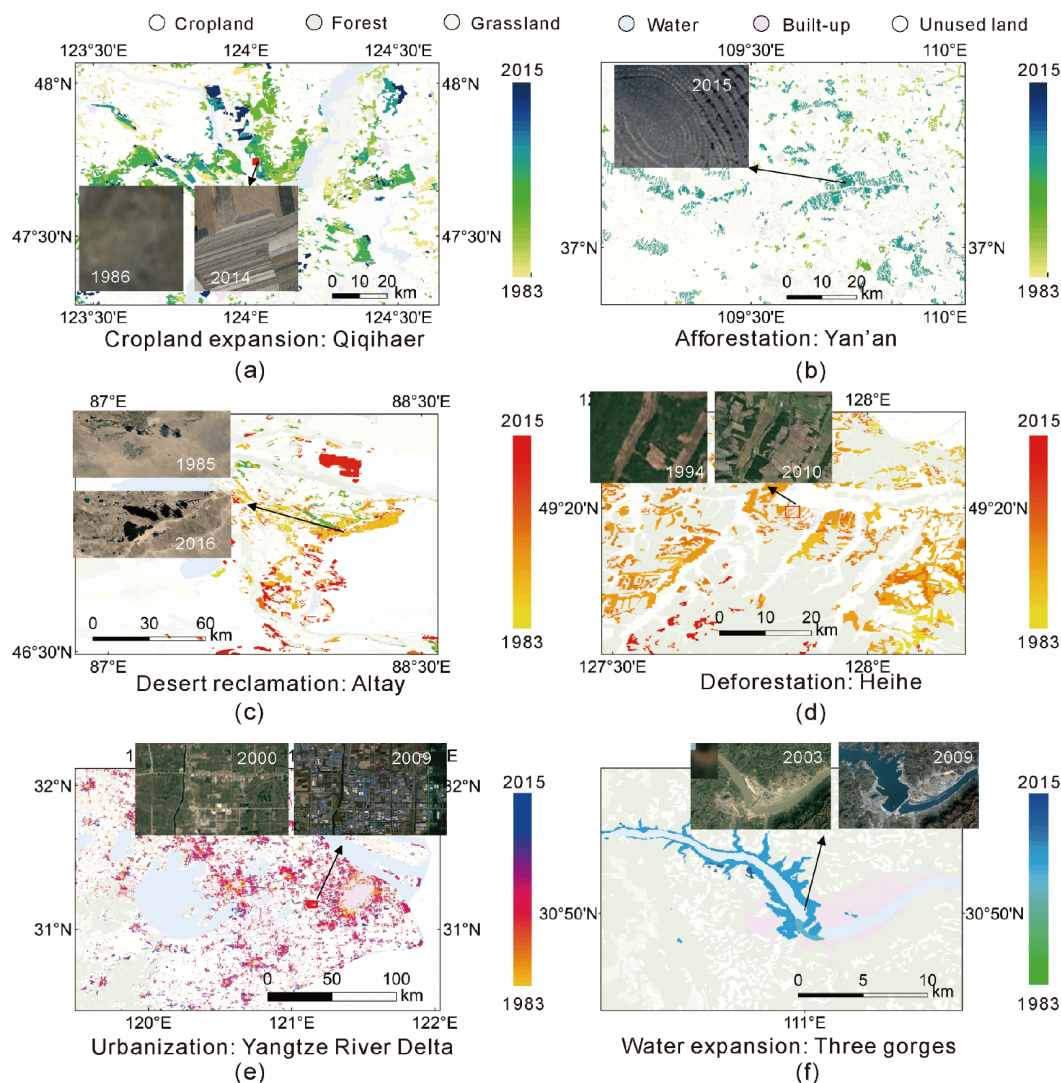 Cropland Forest Grassland Water Built-up Unused land
123°30'E 124°E 124°30'E 109°30'E 110°E
48°N
2015
2015
2015
47°30'N
37°N
1986
2014
0 10 20
km
0 10 20
km
1983
1983
123°30'E 124°E 124°30'E 109°30'E 110°E
Cropland expansion: Qiqihaer
Afforestation: Yan'an
(a)
(b)
87°E 88°30'E 128°E
2015
2015
1985
1994
2010
49°20'N
2016
0 30 60
km
0 10 20
km
46°30'N
1983
1983
87°E 88°30'E 127°30'E 128°E
Desert reclamation: Altay
Deforestation: Heihe
(c)
(d)
2000
2009
E
2003
2009
32°N
32°N
2015
2015
31°N
31°N
30°50'N
30°50'N
0 50 100
km
0 5 10
km
1983
1983
120°E 121°E 122°E 111°E
Urbanization: Yangtze River Delta
Water expansion: Three gorges
(e)
(f)